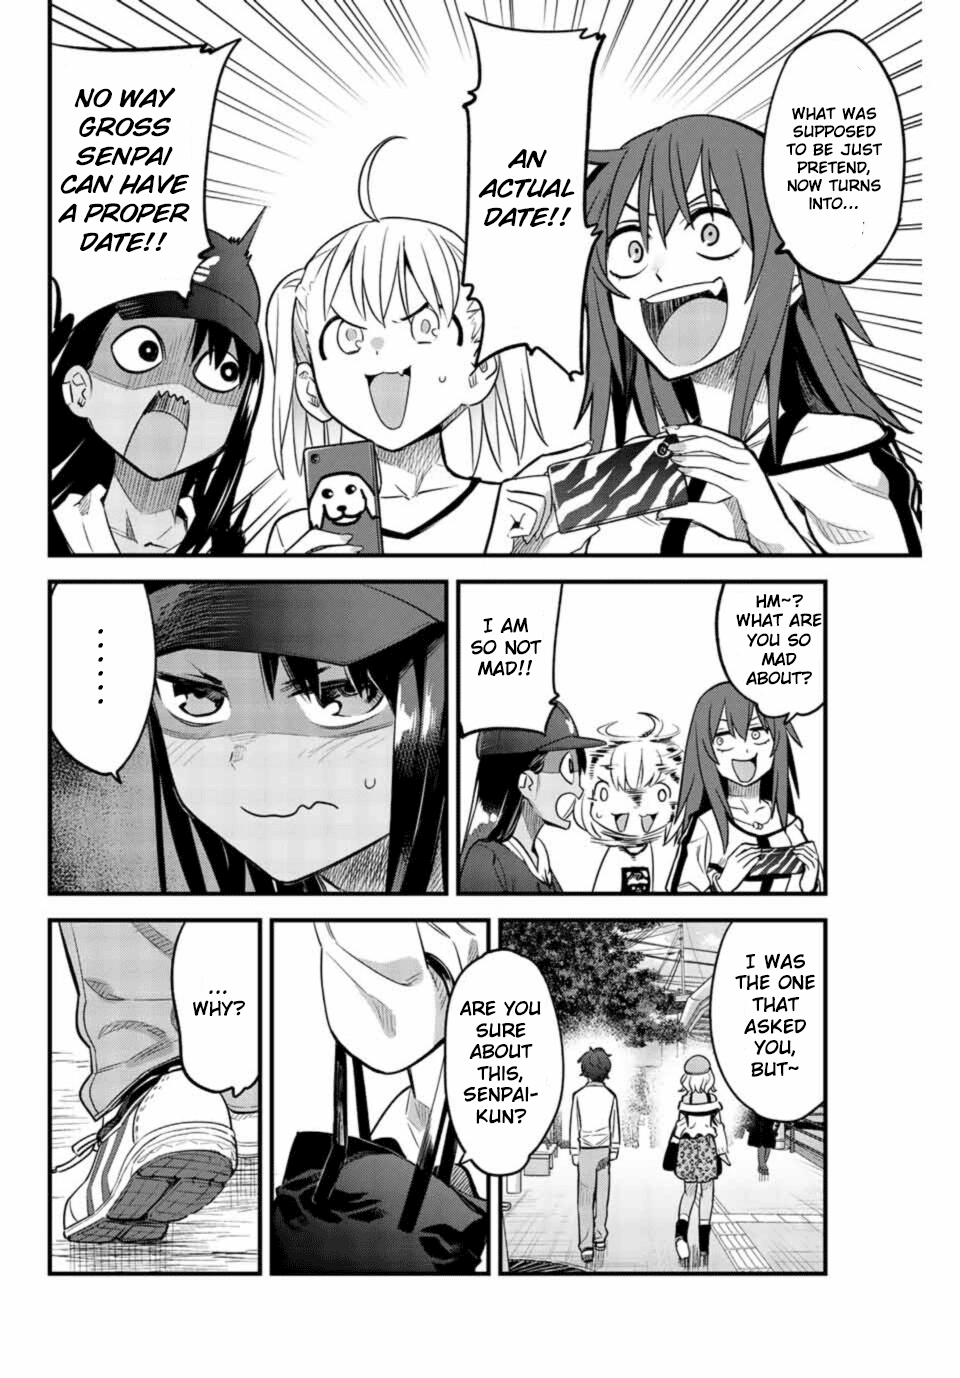 WHAT WAS
SUPPOSED
TO BE JUST
PRETEND,
NOW TURNS
INTO...
AN
ACTUAL
DATE!!
NO WAY
GROSS
SENPAI
CAN HAVE
A PROPER
DATE!!
HM~?
WHAT ARE
YOU SO
MAD
ABOUT?
I AM
SO NOT
MAD!!
......
I WAS
THE ONE
THAT
ASKED
YOU,
BUT~
ARE YOU
SURE
ABOUT
THIS,
SENPAI-
KUN?
...
WHY?